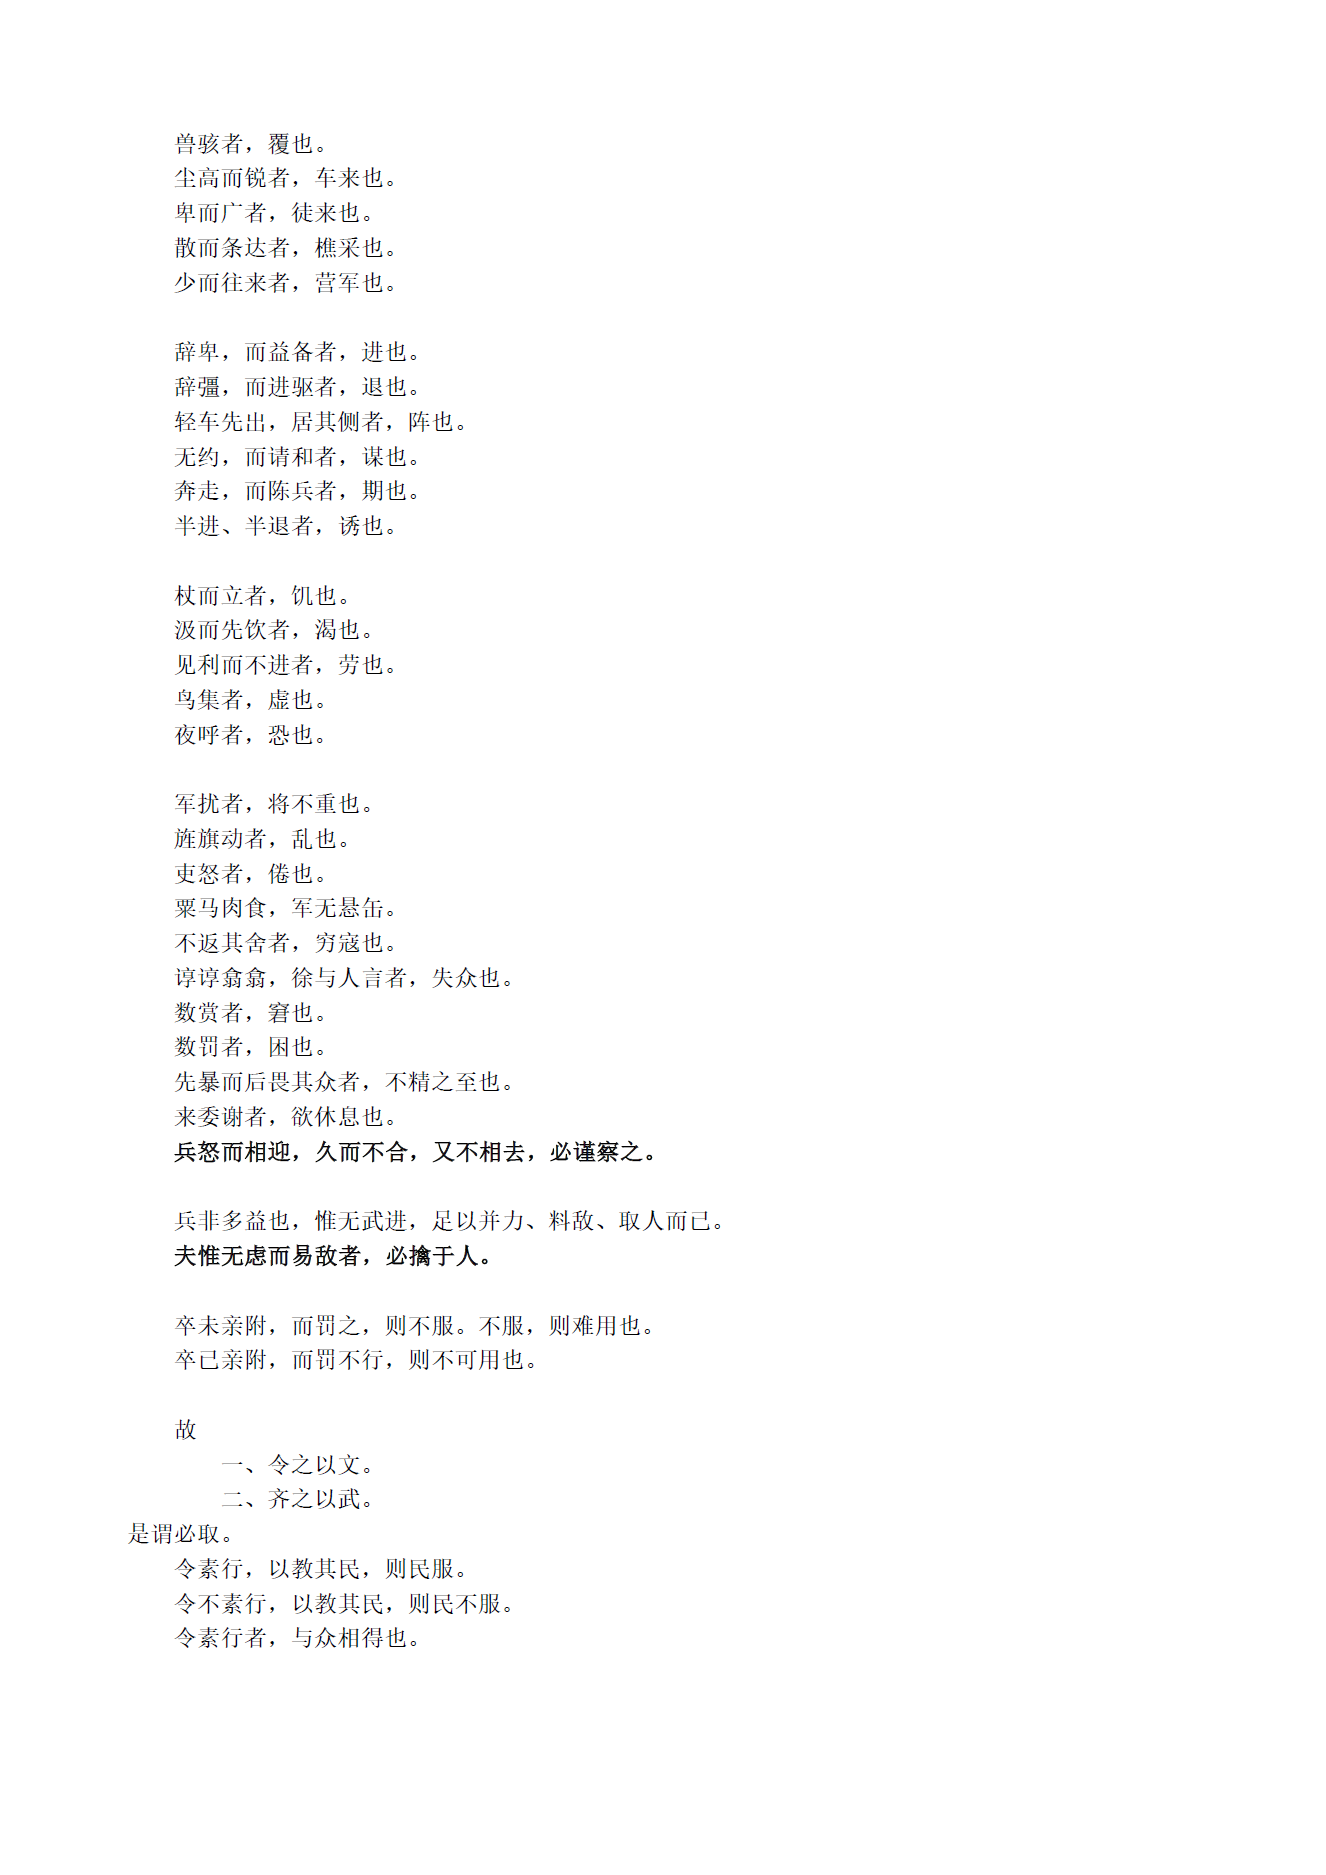 兽骇者，覆也。
尘高而锐者，车来也。
卑而广者，徒来也。
散而条达者，樵采也。
少而往来者，营军也。
辞卑，而益备者，进也。
辞彊，而进驱者，退也。
轻车先出，居其侧者，阵也。
无约，而请和者，谋也。
奔走，而陈兵者，期也。
半进、半退者，诱也。
杖而立者，饥也。
汲而先饮者，渴也。
见利而不进者，劳也。
鸟集者，虚也。
夜呼者，恐也。
军扰者，将不重也。
旌旗动者，乱也。
吏怒者，倦也。
粟马肉食，军无悬缶。
不返其舍者，穷寇也。
谆谆翕翕，徐与人言者，失众也。
数赏者，窘也。
数罚者，困也。
先暴而后畏其众者，不精之至也。
来委谢者，欲休息也。
兵怒而相迎，久而不合，又不相去，必谨察之。
兵非多益也，惟无武进，足以并力、料敌、取人而已。
夫惟无虑而易敌者，必擒于人。
卒未亲附，而罚之，则不服。不服，则难用也。
卒已亲附，而罚不行，则不可用也。
故
一、令之以文。
二、齐之以武。
是谓必取。
令素行，以教其民，则民服。
令不素行，以教其民，则民不服。
令素行者，与众相得也。